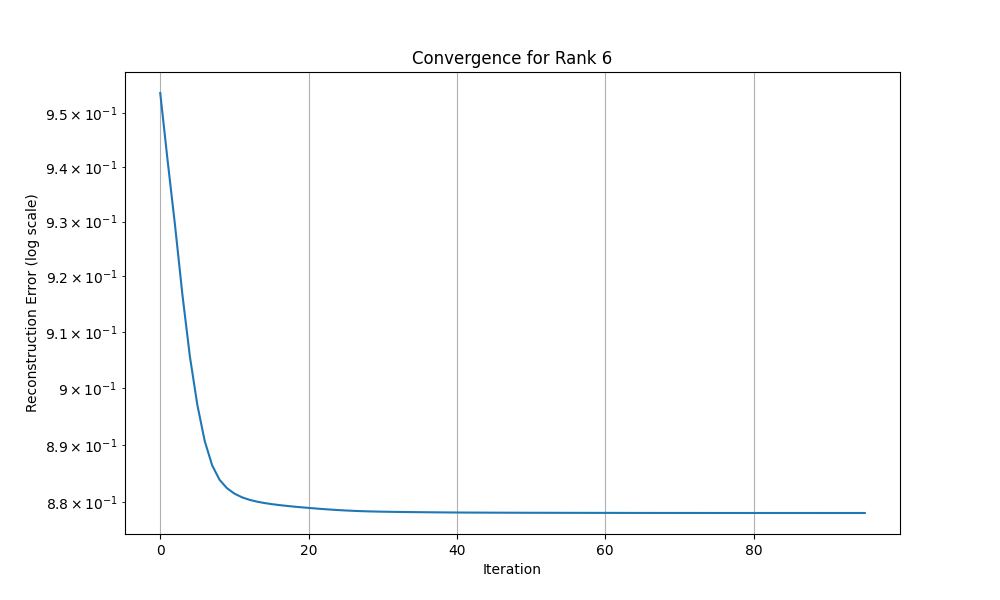 Convergence for Rank 6
Reconstruction Error (log scale)
9.5 × 10⁻¹
9.4 × 10⁻¹
9.3 × 10⁻¹
9.2 × 10⁻¹
9.1 × 10⁻¹
9 × 10⁻¹
8.9 × 10⁻¹
8.8 × 10⁻¹
0 20 40 60 80
Iteration